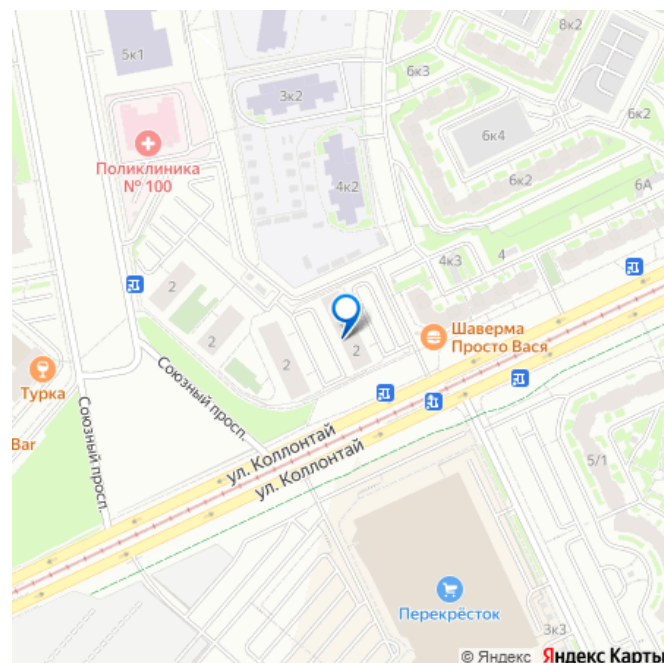 8к2
5к1
6к3
3к2
6к2
6к4
Поликлиника
№ 100
6к2
4к2
6А
4
4к3
2
Шаверма
Просто Вася
2
2
2
Турка
Союзный просп.
Союзный просп.
Bar
ул. Коллонтай
ул. Коллонтай
5/1
Перекрёсток
3к3
© Яндекс Яндекс Карты